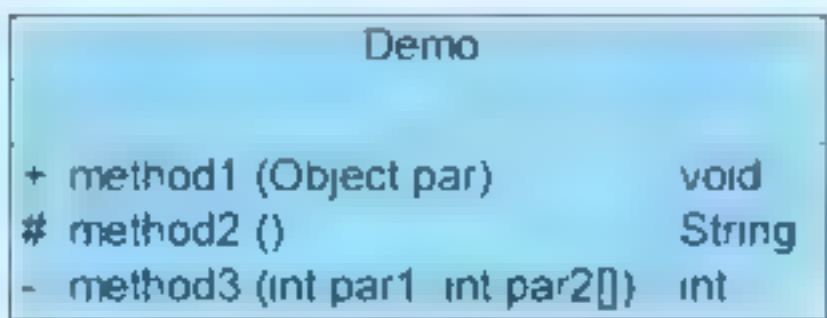 Demo
+ method1 (Object par) void
# method2 () String
- method3 (int par1 int par2[]) int